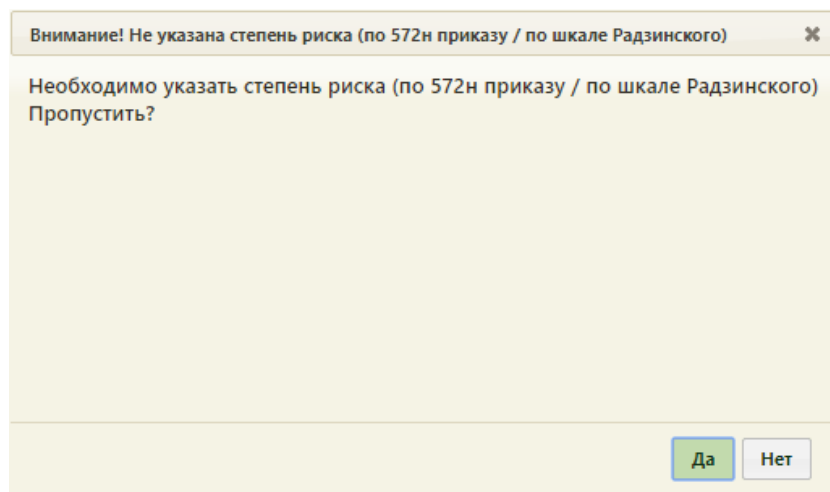 Внимание! Не указана степень риска (по 572н приказу / по шкале Радзинского)
Необходимо указать степень риска (по 572н приказу / по шкале Радзинского)
Пропустить?
Да Нет